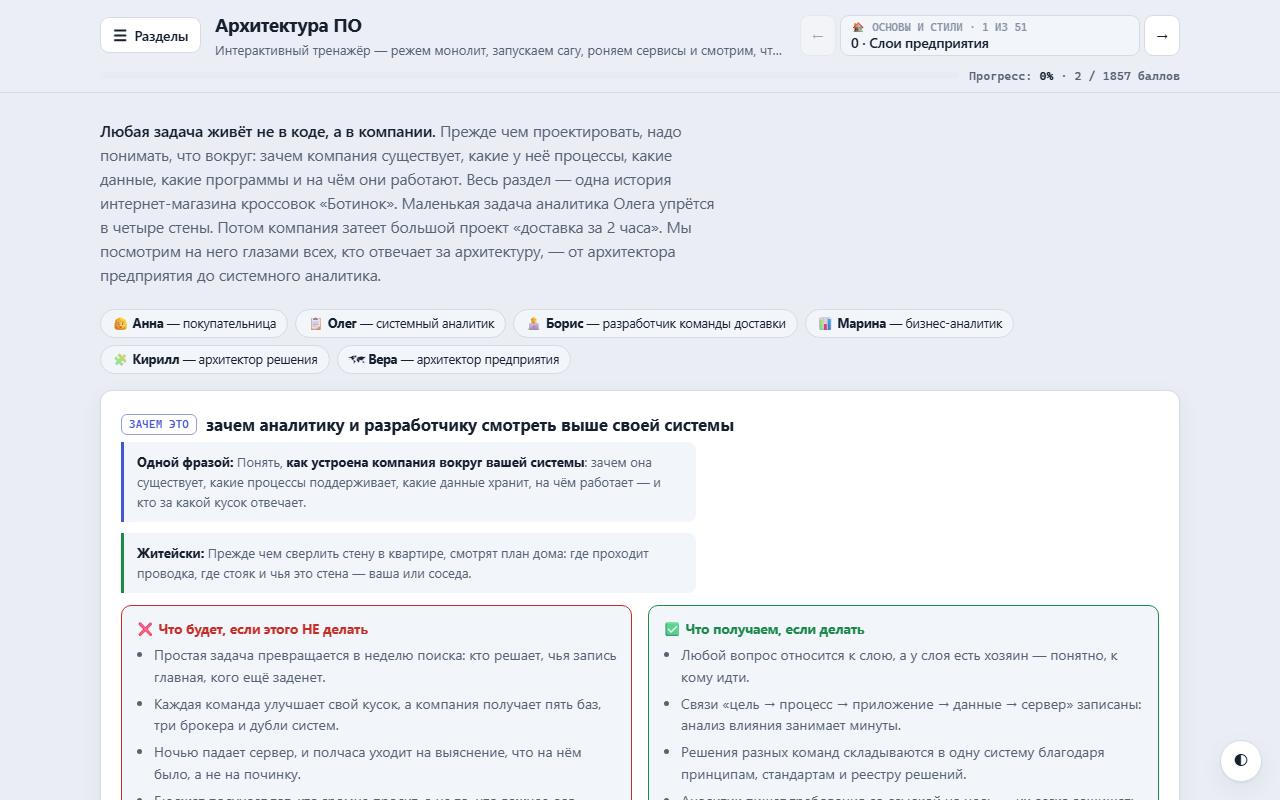 ☰ Разделы
Архитектура ПО
Интерактивный тренажёр — режем монолит, запускаем сагу, роняем сервисы и смотрим, чт...
←
ОСНОВЫ И СТИЛИ · 1 ИЗ 51
0 · Слои предприятия
→
Прогресс: 0% · 2 / 1857 баллов
Любая задача живёт не в коде, а в компании. Прежде чем проектировать, надо
понимать, что вокруг: зачем компания существует, какие у неё процессы, какие
данные, какие программы и на чём они работают. Весь раздел — одна история
интернет-магазина кроссовок «Ботинок». Маленькая задача аналитика Олега упрётся
в четыре стены. Потом компания затеет большой проект «доставка за 2 часа». Мы
посмотрим на него глазами всех, кто отвечает за архитектуру, — от архитектора
предприятия до системного аналитика.
Анна — покупательница
Олег — системный аналитик
Борис — разработчик команды доставки
Марина — бизнес-аналитик
Кирилл — архитектор решения
Вера — архитектор предприятия
ЗАЧЕМ ЭТО зачем аналитику и разработчику смотреть выше своей системы
Одной фразой: Понять, как устроена компания вокруг вашей системы: зачем она
существует, какие процессы поддерживает, какие данные хранит, на чём работает — и
кто за какой кусок отвечает.
Житейски: Прежде чем сверлить стену в квартире, смотрят план дома: где проходит
проводка, где стояк и чья это стена — ваша или соседа.
❌ Что будет, если этого НЕ делать
• Простая задача превращается в неделю поиска: кто решает, чья запись
главная, кого ещё заденет.
• Каждая команда улучшает свой кусок, а компания получает пять баз,
три брокера и дубли систем.
• Ночью падает сервер, и полчаса уходит на выяснение, что на нём
было, а не на починку.
✅ Что получаем, если делать
• Любой вопрос относится к слою, а у слоя есть хозяин — понятно, к
кому идти.
• Связи «цель → процесс → приложение → данные → сервер» записаны:
анализ влияния занимает минуты.
• Решения разных команд складываются в одну систему благодаря
принципам, стандартам и реестру решений.